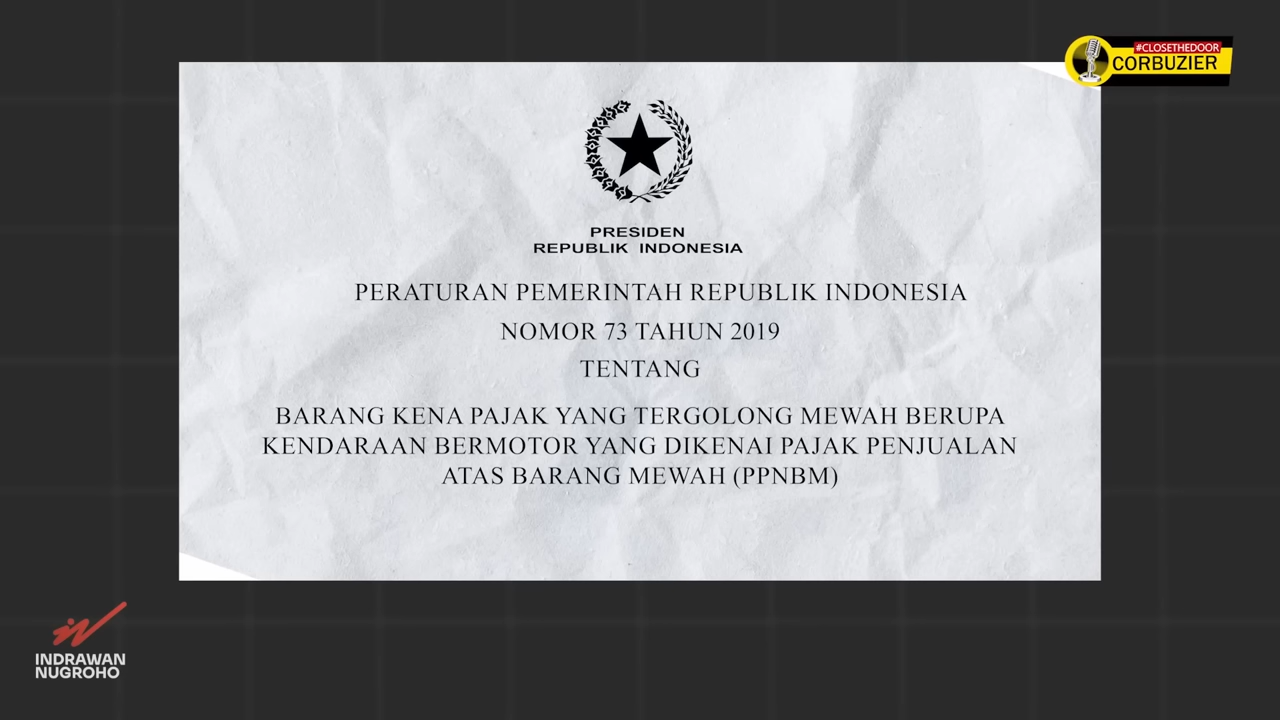 #CLOSETHEDOOR
CORBUZIER
PRESIDEN
REPUBLIK INDONESIA
PERATURAN PEMERINTAH REPUBLIK INDONESIA
NOMOR 73 TAHUN 2019
TENTANG
BARANG KENA PAJAK YANG TERGOLONG MEWAH BERUPA
KENDARAAN BERMOTOR YANG DIKENAI PAJAK PENJUALAN
ATAS BARANG MEWAH (PPNBM)
INDRAWAN
NUGROHO